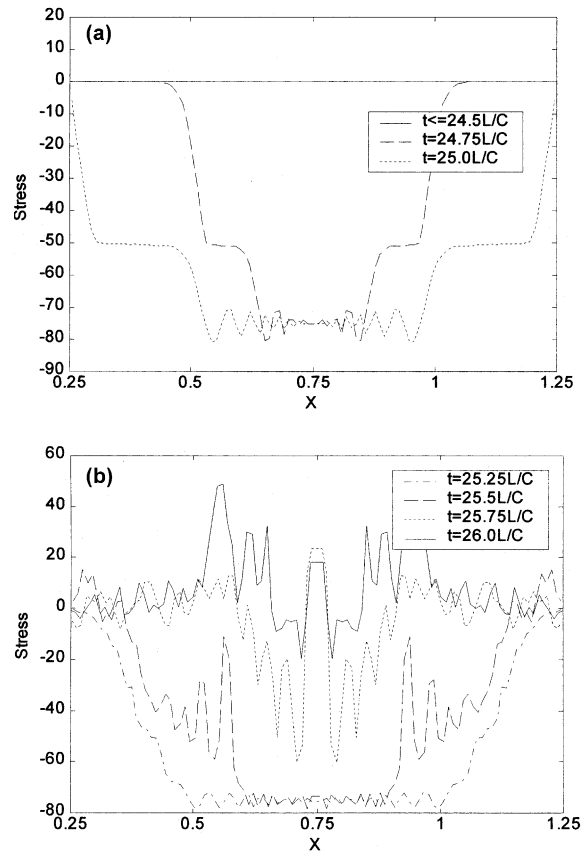 (a)
20
10
0
-10
-20
-30
-40
-50
-60
-70
-80
-90
Stress
t<=24.5L/C
t=24.75L/C
t=25.0L/C
0.25 0.5 0.75 1 1.25
X
(b)
60
40
20
0
-20
-40
-60
-80
Stress
t=25.25L/C
t=25.5L/C
t=25.75L/C
t=26.0L/C
0.25 0.5 0.75 1 1.25
X